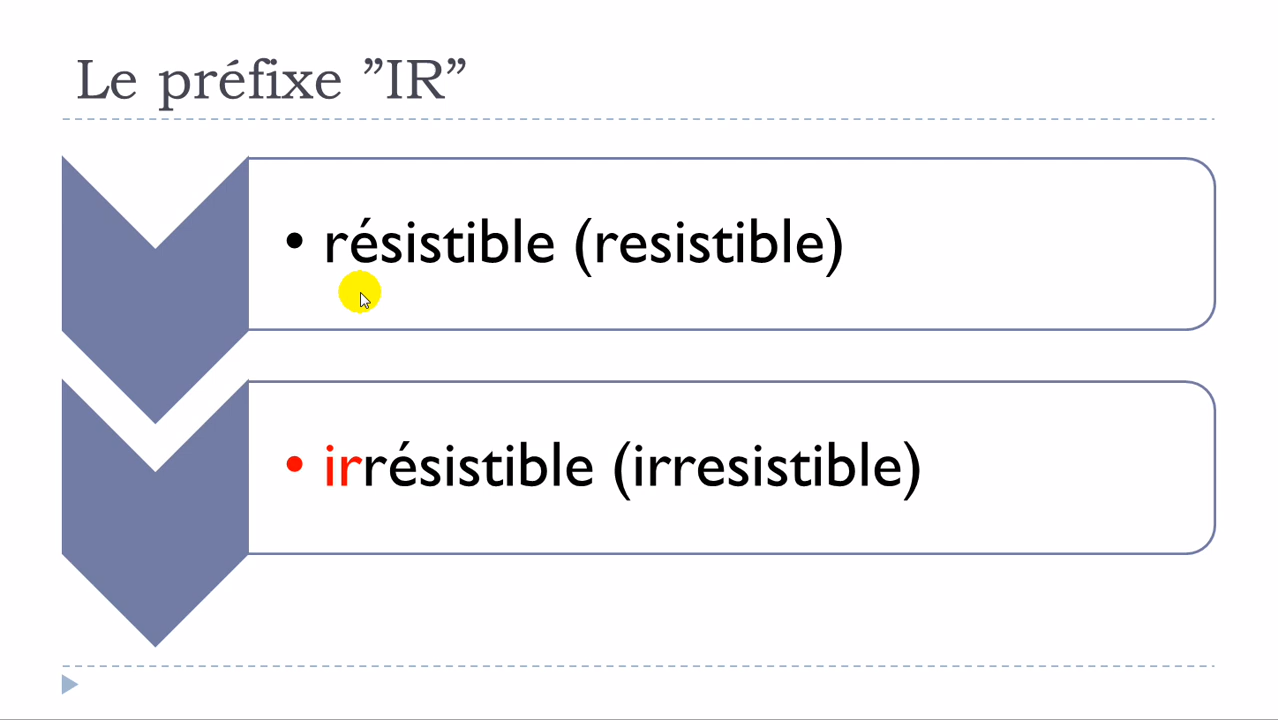 Le préfixe ”IR”
• résistible (resistible)
• irrésistible (irresistible)